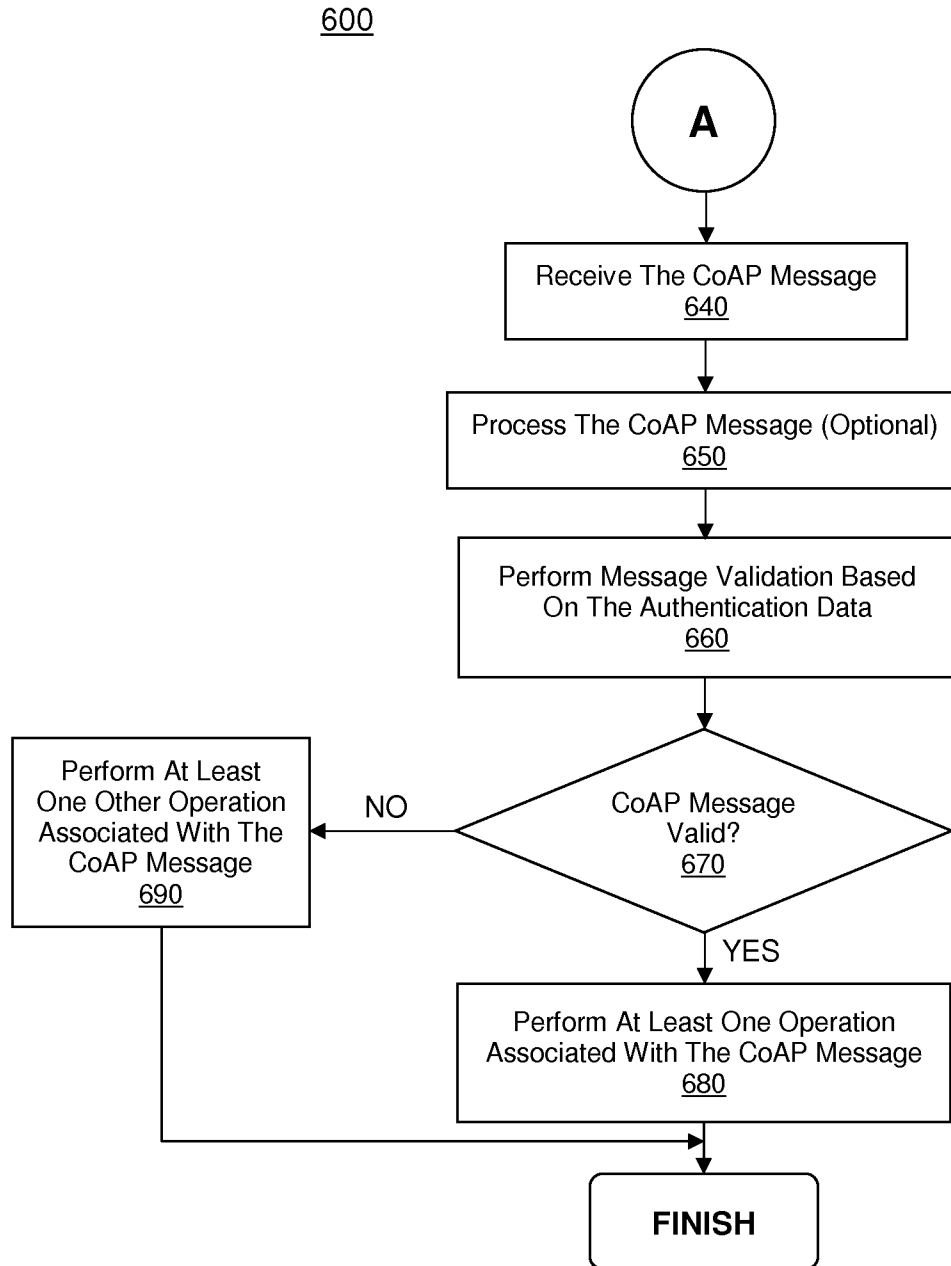 600
A
Receive The CoAP Message
640
Process The CoAP Message (Optional)
650
Perform Message Validation Based
On The Authentication Data
660
CoAP Message
Valid?
670
NO
Perform At Least
One Other Operation
Associated With The
CoAP Message
690
YES
Perform At Least One Operation
Associated With The CoAP Message
680
FINISH